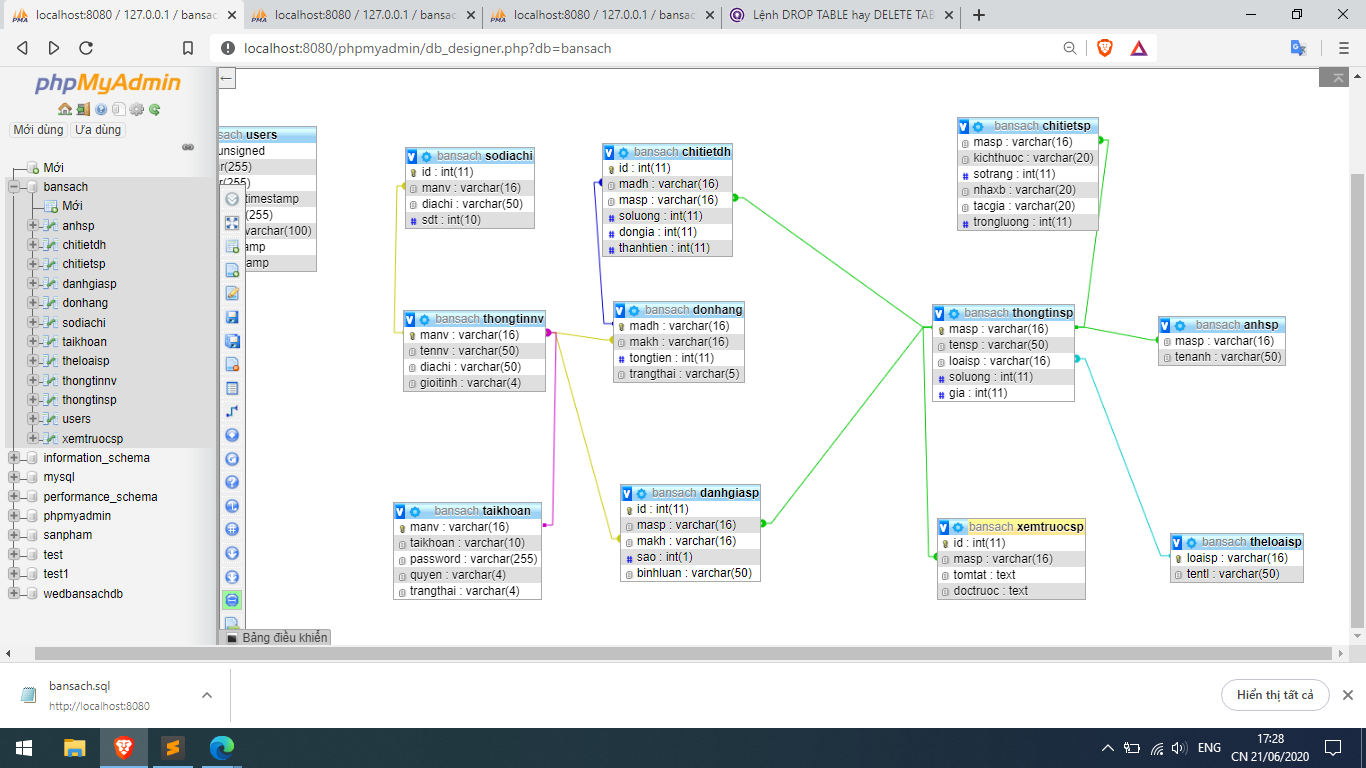 localhost:8080 / 127.0.0.1 / bansac
localhost:8080 / 127.0.0.1 / bansac
localhost:8080 / 127.0.0.1 / bansac
Lệnh DROP TABLE hay DELETE TAB
localhost:8080/phpmyadmin/db_designer.php?db=bansach
phpMyAdmin
Mới dùng
Ưa dùng
Mới
bansach
Mới
anhsp
chitietdh
chitietsp
danhgiasp
donhang
sodiachi
taikhoan
theloaisp
thongtinnv
thongtinsp
users
xemtruocsp
information_schema
mysql
performance_schema
phpmyadmin
sanpham
test
test1
wedbansachdb
sach users
unsigned
r(255)
(255)
timestamp
(255)
varchar(100)
amp
amp
bansach sodiachi
id : int(11)
manv : varchar(16)
diachi : varchar(50)
sdt : int(10)
bansach chitietdh
id : int(11)
madh : varchar(16)
masp : varchar(16)
soluong : int(11)
dongia : int(11)
thanhtien : int(11)
bansach chitietsp
masp : varchar(16)
kichthuoc : varchar(20)
sotrang : int(11)
nhaxb : varchar(20)
tacgia : varchar(20)
trongluong : int(11)
bansach thongtinnv
manv : varchar(16)
tennv : varchar(50)
diachi : varchar(50)
gioitinh : varchar(4)
bansach donhang
madh : varchar(16)
makh : varchar(16)
tongtien : int(11)
trangthai : varchar(5)
bansach thongtinsp
masp : varchar(16)
tensp : varchar(50)
loaisp : varchar(16)
soluong : int(11)
gia : int(11)
bansach anhsp
masp : varchar(16)
tenanh : varchar(50)
bansach taikhoan
manv : varchar(16)
taikhoan : varchar(10)
password : varchar(255)
quyen : varchar(4)
trangthai : varchar(4)
bansach danhgiasp
id : int(11)
masp : varchar(16)
makh : varchar(16)
sao : int(1)
binhluan : varchar(50)
bansach xemtruocsp
id : int(11)
masp : varchar(16)
tomtat : text
doctruoc : text
bansach theloaisp
loaisp : varchar(16)
tentl : varchar(50)
Bảng điều khiển
bansach.sql
http://localhost:8080
Hiển thị tất cả
ENG
17:28
CN 21/06/2020